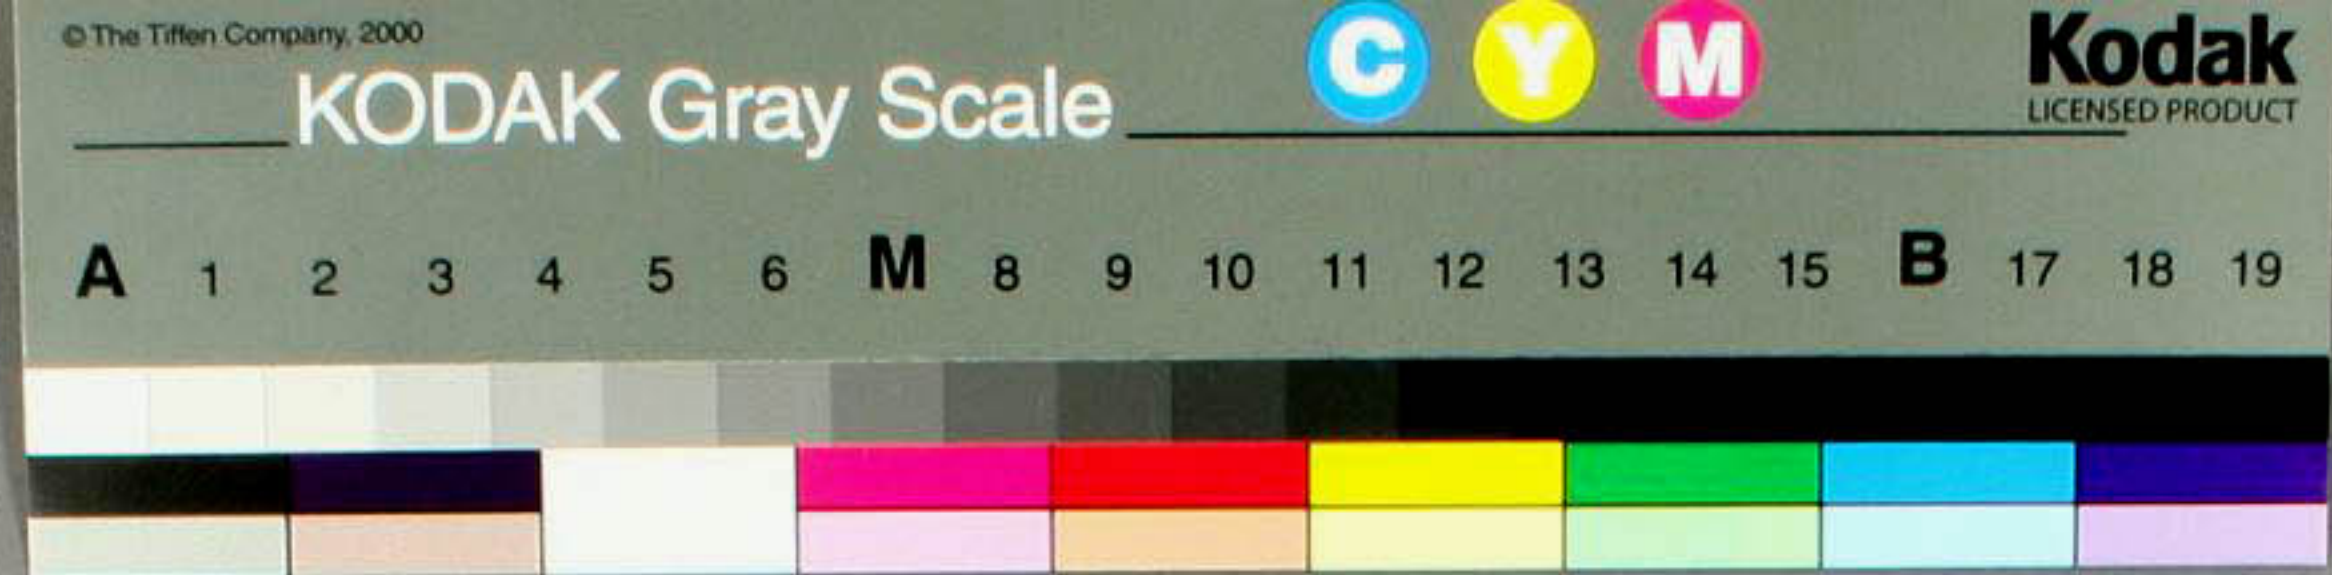 © The Tiffen Company, 2000
KODAK Gray Scale
C Y M
Kodak
LICENSED PRODUCT
A 1 2 3 4 5 6 M 8 9 10 11 12 13 14 15 B 17 18 19